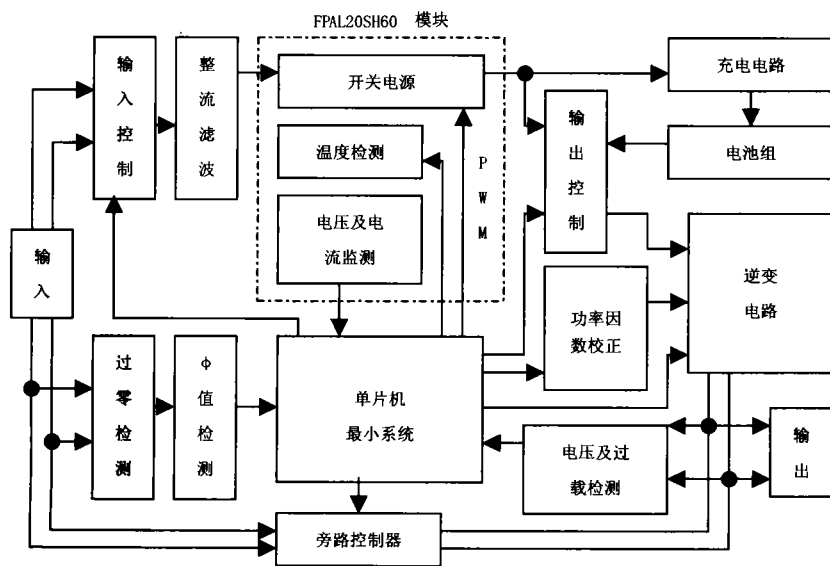 FPAL20SH60 模块
输入控制
整流滤波
开关电源
充电电路
温度检测
PWM
输出控制
电池组
电压及电
流监测
输入
逆变
电路
功率因
数校正
过零检测
φ值检测
单片机
最小系统
电压及过
载检测
输出
旁路控制器